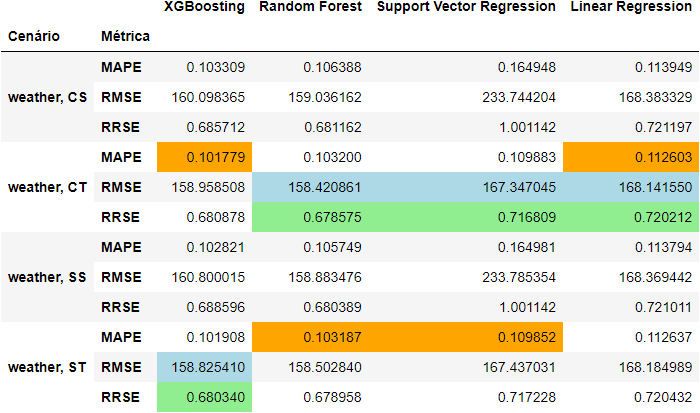 XGBoosting Random Forest Support Vector Regression Linear Regression
Cenário Métrica
MAPE 0.103309 0.106388 0.164948 0.113949
weather, CS RMSE 160.098365 159.036162 233.744204 168.383329
RRSE 0.685712 0.681162 1.001142 0.721197
MAPE 0.101779 0.103200 0.109883 0.112603
weather, CT RMSE 158.958508 158.420861 167.347045 168.141550
RRSE 0.680878 0.678575 0.716809 0.720212
MAPE 0.102821 0.105749 0.164981 0.113794
weather, SS RMSE 160.800015 158.883476 233.785354 168.369442
RRSE 0.688596 0.680389 1.001142 0.721011
MAPE 0.101908 0.103187 0.109852 0.112637
weather, ST RMSE 158.825410 158.502840 167.437031 168.184989
RRSE 0.680340 0.678958 0.717228 0.720432